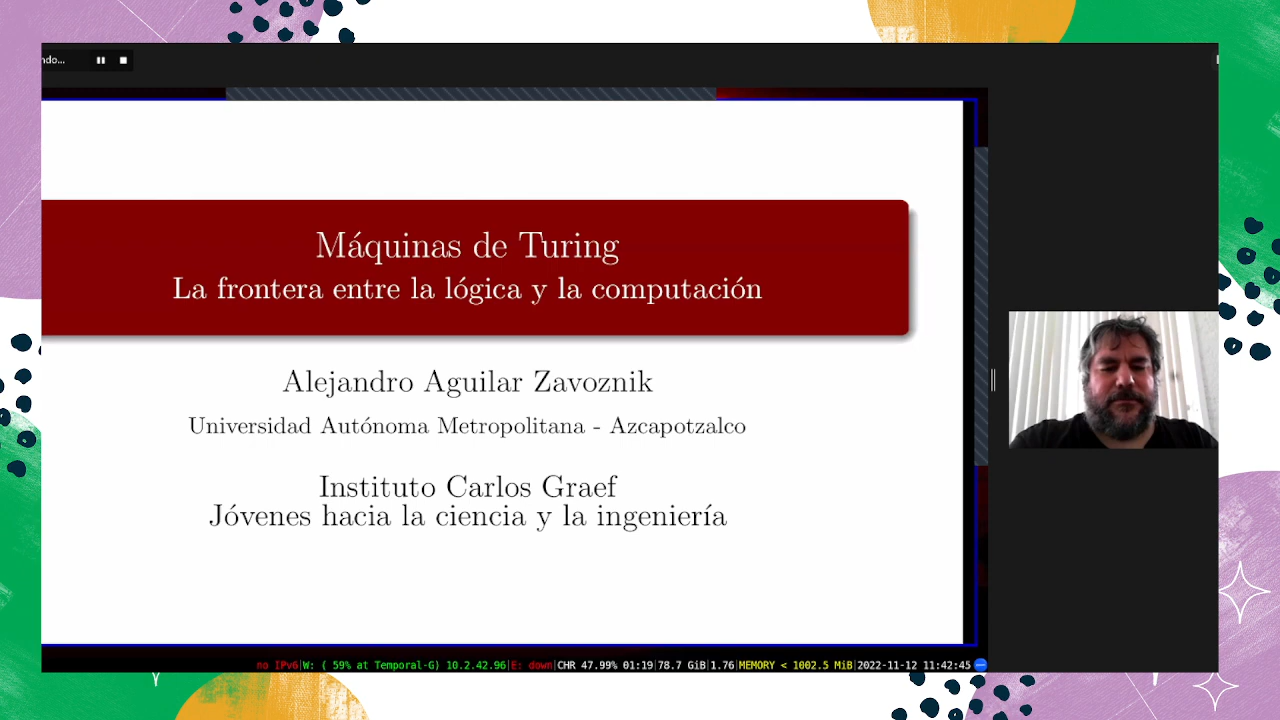 ndo...
Máquinas de Turing
La frontera entre la lógica y la computación
Alejandro Aguilar Zavoznik
Universidad Autónoma Metropolitana - Azcapotzalco
Instituto Carlos Graef
Jóvenes hacia la ciencia y la ingeniería
no IPv6|W: ( 59% at Temporal-G) 10.2.42.96|E: down|CHR 47.99% 01:19|78.7 GiB|1.76|MEMORY < 1002.5 MiB|2022-11-12 11:42:45